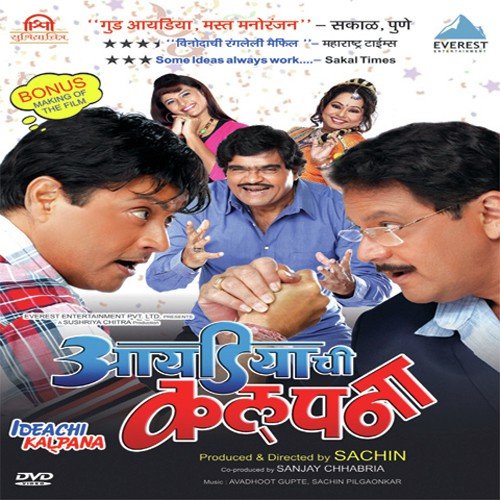 सुश्रिया चित्र
"गुड आयडिया, मस्त मनोरंजन" – सकाळ, पुणे
"विनोदाची रंगलेली मैफिल" – महाराष्ट्र टाईम्स
Some Ideas always work....– Sakal Times
EVEREST
ENTERTAINMENT
BONUS
MAKING OF
THE FILM
EVEREST ENTERTAINMENT PVT. LTD. PRESENTS
A SUSHRIYA CHITRA Production
आयडियाची
कल्पना
IDEACHI
KALPANA
Produced & Directed by SACHIN
Co-produced by SANJAY CHHABRIA
Music : AVADHOOT GUPTE, SACHIN PILGAONKAR
DVD
VIDEO